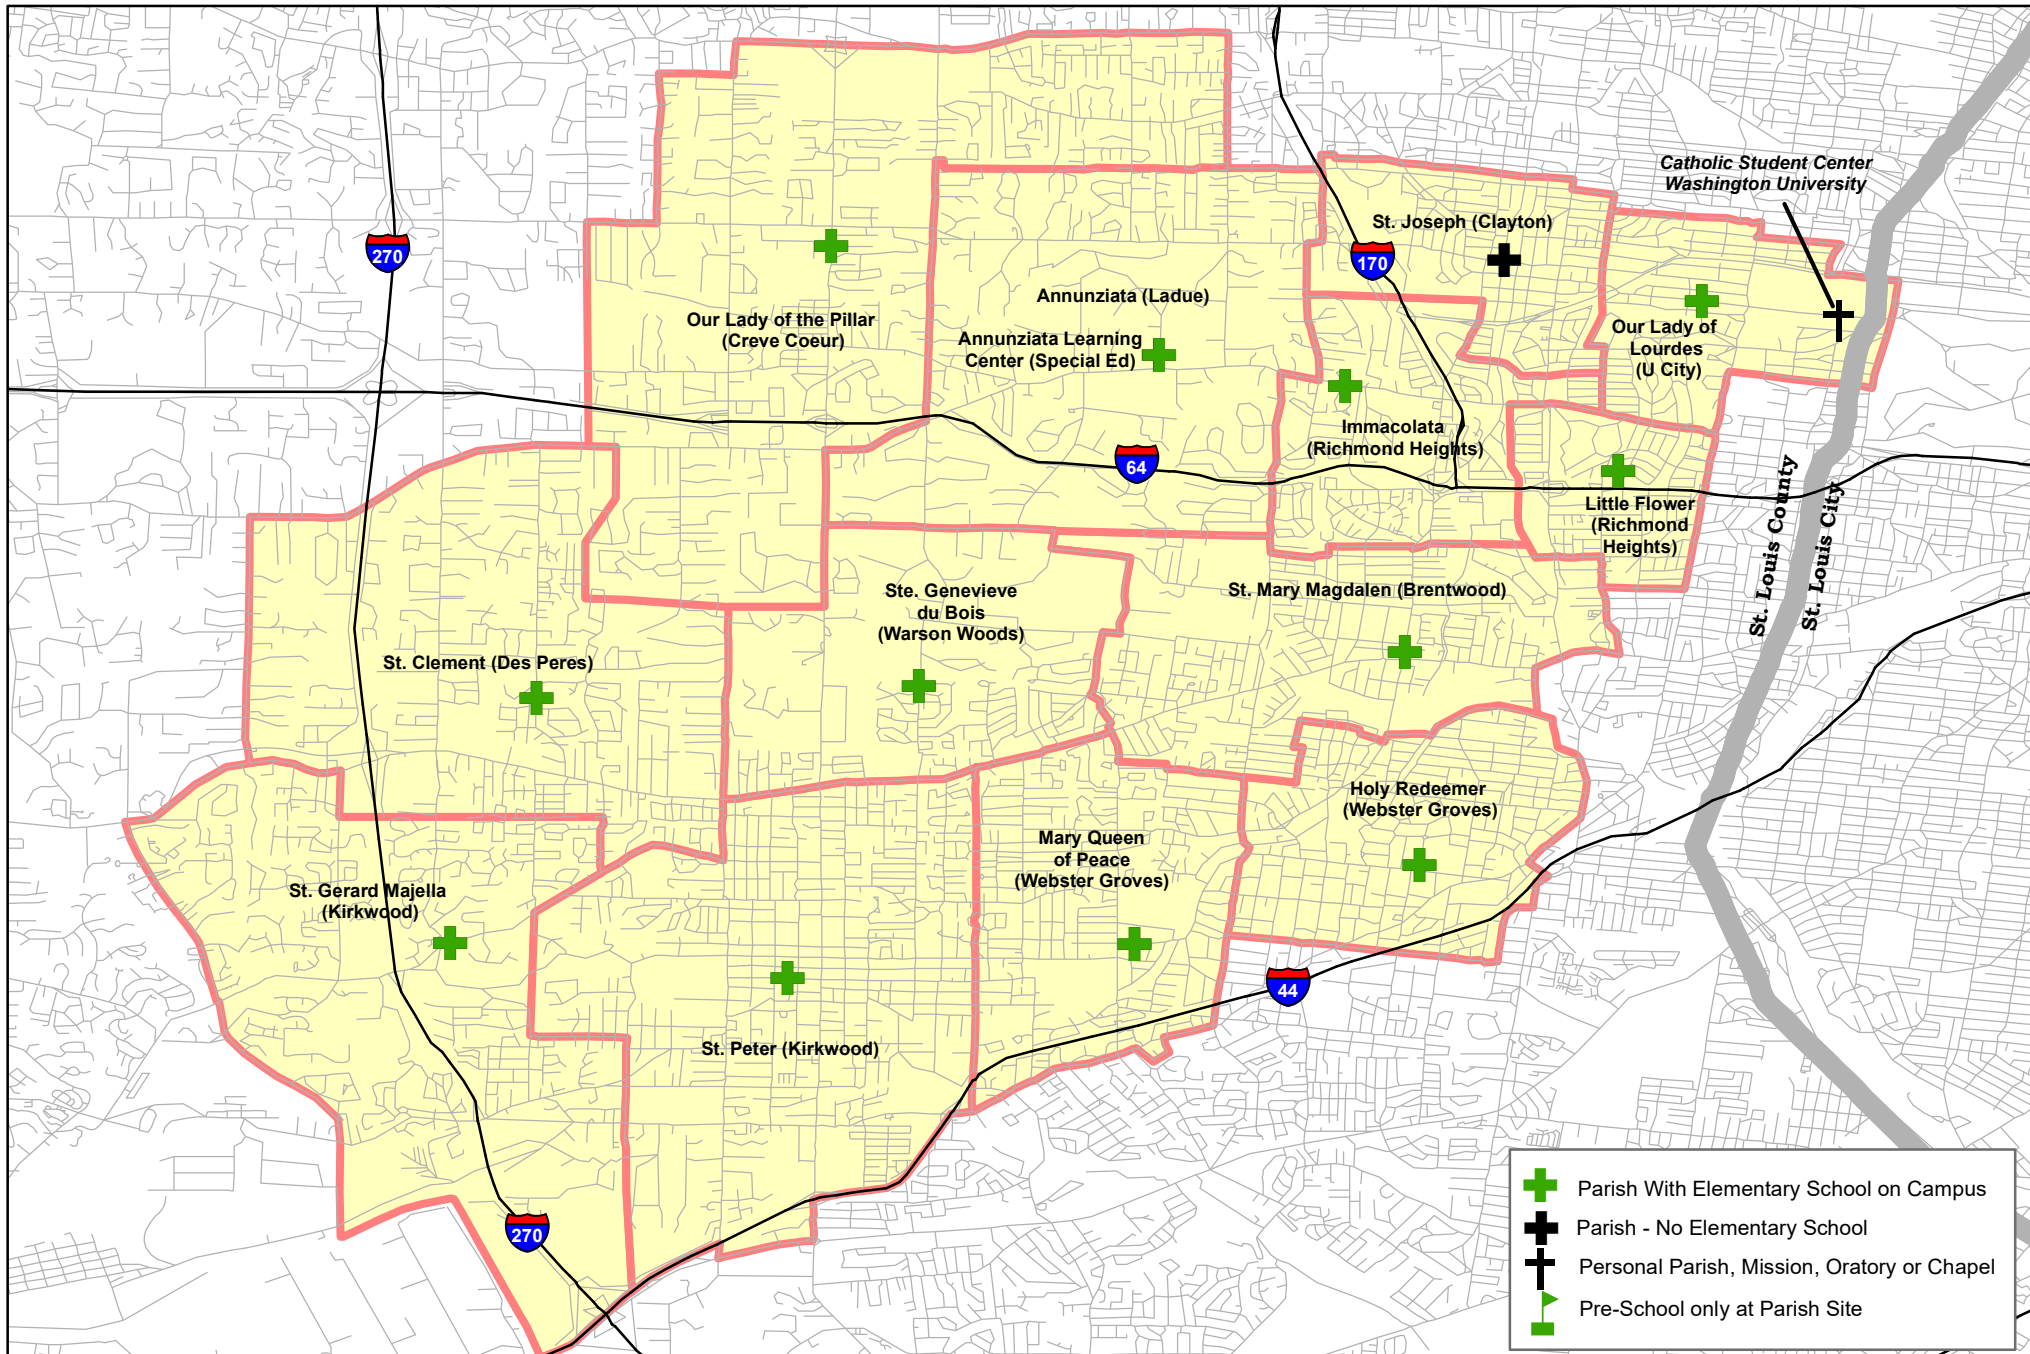 Catholic Student Center
Washington University
St. Joseph (Clayton)
270
170
Annunziata (Ladue)
Our Lady of the Pillar
(Creve Coeur)
Annunziata Learning
Center (Special Ed)
Our Lady of
Lourdes
(U City)
Immacolata
(Richmond Heights)
64
Little Flower
(Richmond
Heights)
St. Louis County
St. Louis City
Ste. Genevieve
du Bois
(Warson Woods)
St. Mary Magdalen (Brentwood)
St. Clement (Des Peres)
Holy Redeemer
(Webster Groves)
Mary Queen
of Peace
(Webster Groves)
St. Gerard Majella
(Kirkwood)
44
St. Peter (Kirkwood)
270
Parish With Elementary School on Campus
Parish - No Elementary School
Personal Parish, Mission, Oratory or Chapel
Pre-School only at Parish Site